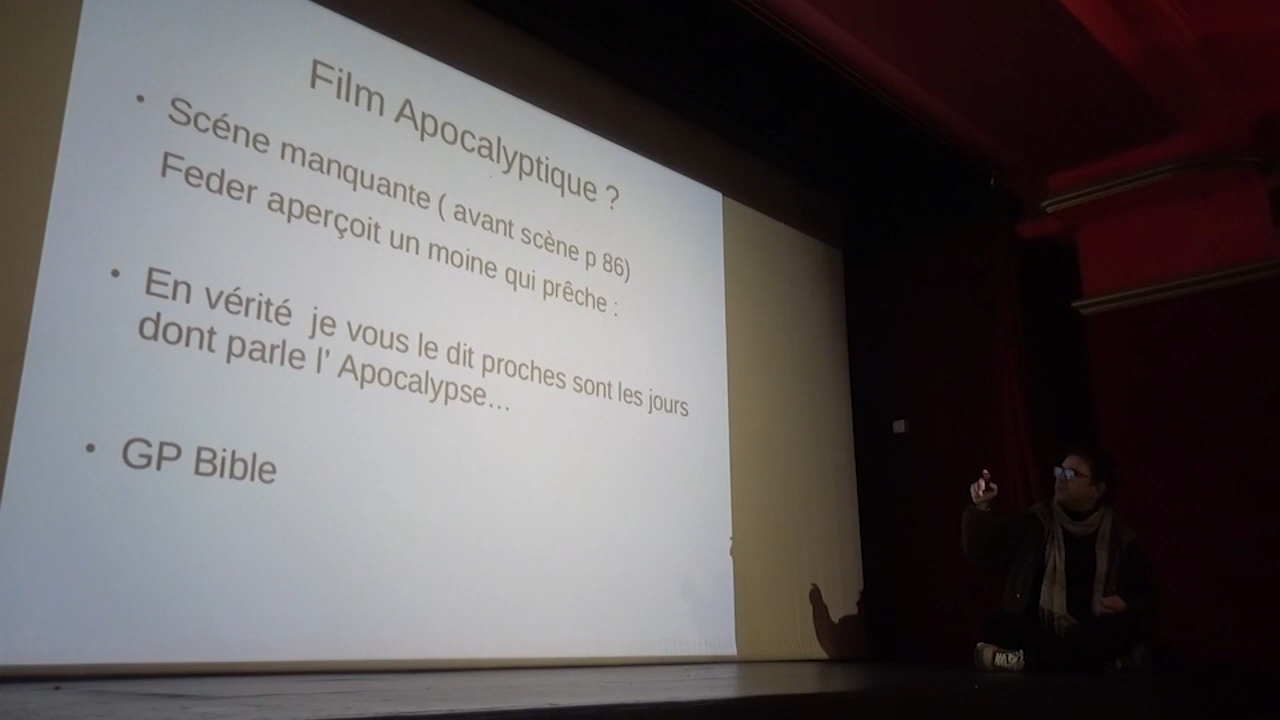 Film Apocalyptique ?
• Scéne manquante ( avant scène p 86)
Feder aperçoit un moine qui prêche :
• En vérité je vous le dit proches sont les jours
dont parle l’ Apocalypse…
• GP Bible